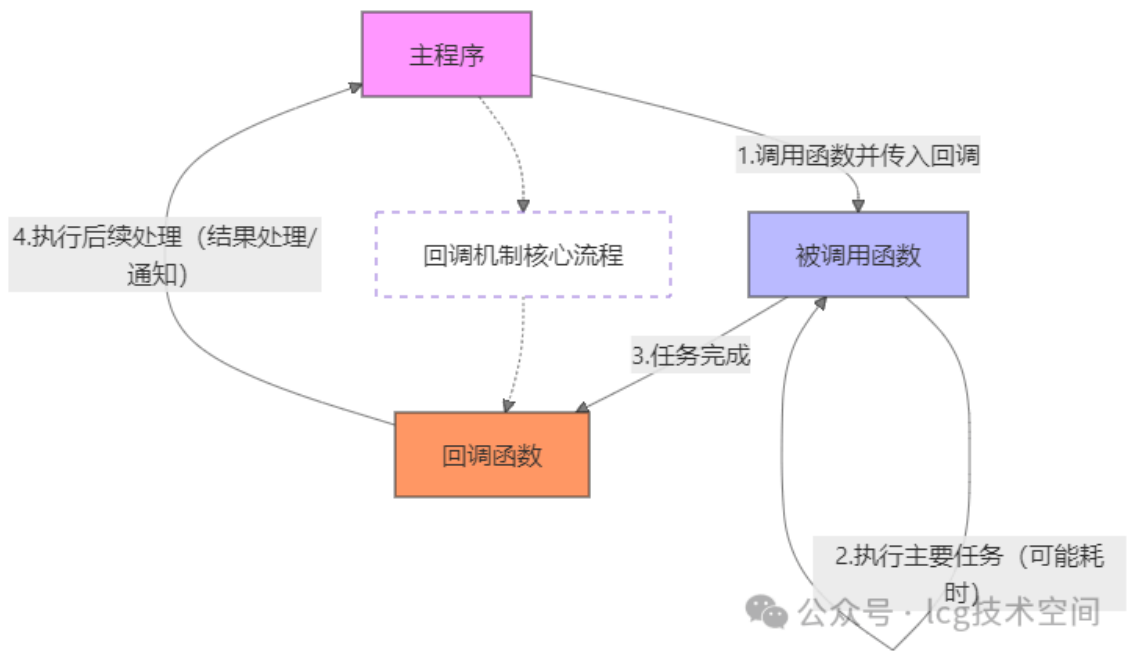 主程序
1.调用函数并传入回调
4.执行后续处理（结果处理/
通知）
回调机制核心流程
被调用函数
3.任务完成
回调函数
2.执行主要任务（可能耗
时）
公众号 · lcg技术空间